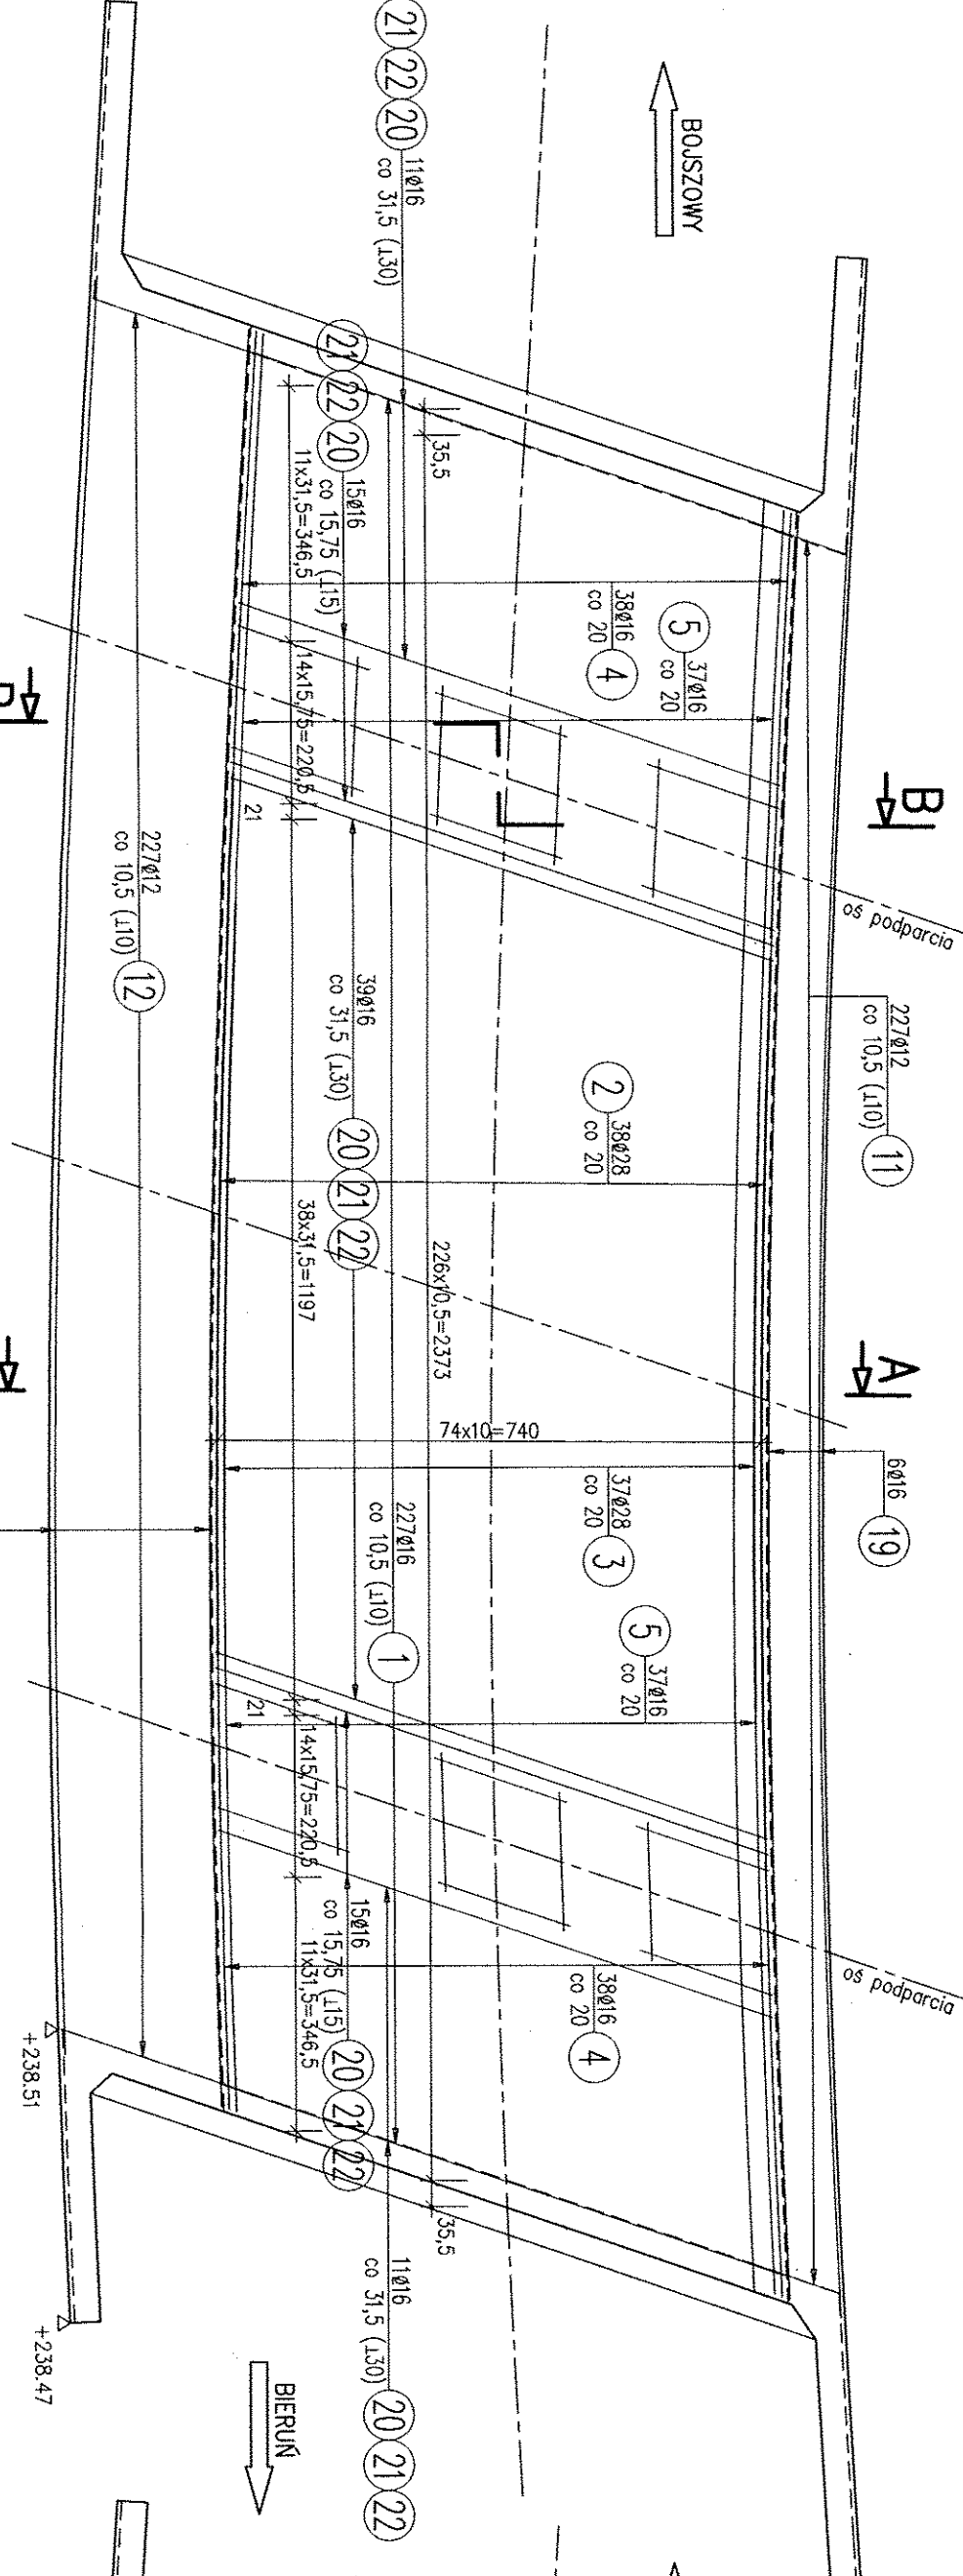 BOJSZOWY
21 22 20 11ø16
co 31,5 (⊥30)
35,5
21 22 20 15ø16
co 15,75 (⊥15)
11x31,5=346,5
38ø16
co 20
4
5 37ø16
co 20
14x15,75=220,5
21
B
oś podparcia
227ø12
co 10,5 (⊥10)
12
39ø16
co 31,5 (⊥30)
20 21 22
2 38ø28
co 20
227ø12
co 10,5 (⊥10)
11
38x31,5=1197
226x10,5=2373
A
74x10=740
6ø16
19
37ø28
co 20
3
227ø16
co 10,5 (⊥10)
1
5 37ø16
co 20
21
14x15,75=220,5
15ø16
co 15,75 (⊥15)
20 21 22
11x31,5=346,5
38ø16
co 20
4
oś podparcia
35,5
11ø16
co 31,5 (⊥30)
20 21 22
+238.51
+238.47
BIERUŃ